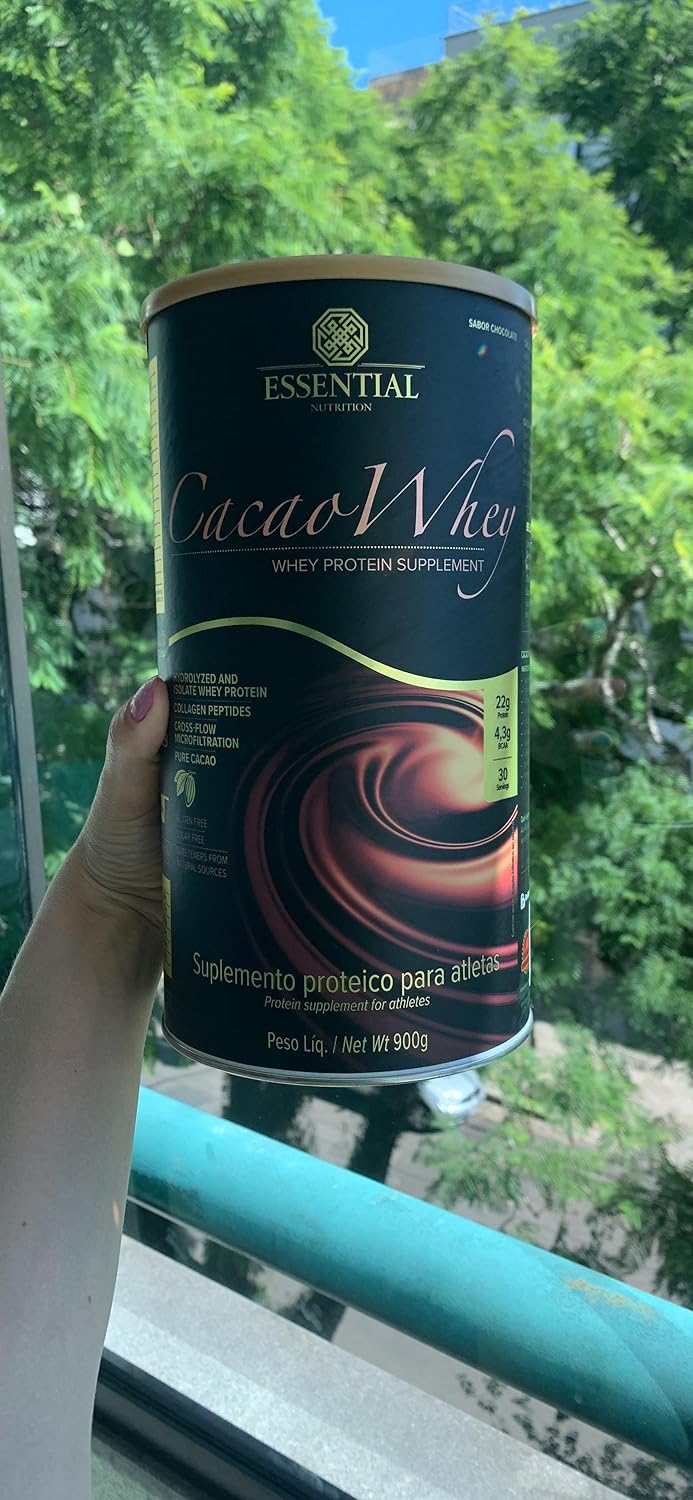 SABOR CHOCOLATE
ESSENTIAL
NUTRITION
CacaoWhey
WHEY PROTEIN SUPPLEMENT
HYDROLYZED AND
ISOLATE WHEY PROTEIN
COLLAGEN PEPTIDES
CROSS-FLOW
MICROFILTRATION
PURE CACAO
GLUTEN FREE
SUGAR FREE
SWEETENERS FROM
NATURAL SOURCES
22g
Protein
4,3g
BCAA
30
Servings
Suplemento proteico para atletas
Protein supplement for athletes
Peso Líq. / Net Wt 900g